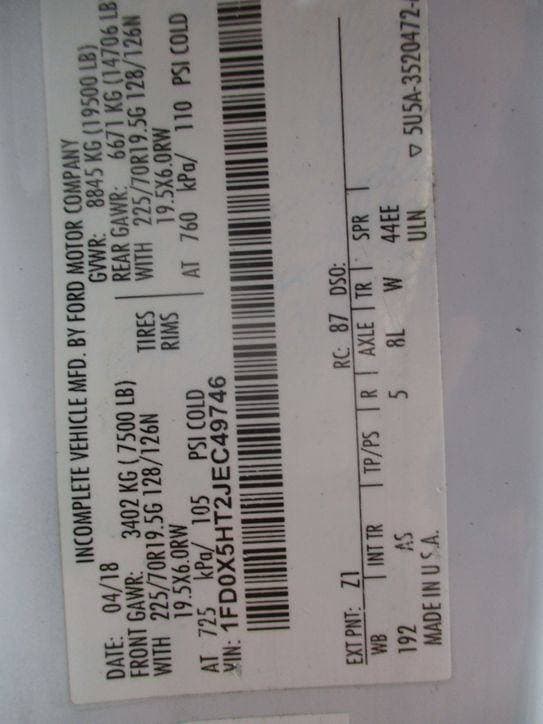 INCOMPLETE VEHICLE MFD. BY FORD MOTOR COMPANY
DATE: 04/18 GVWR: 8845 KG (19500 LB)
FRONT GAWR: 3402 KG ( 7500 LB) REAR GAWR: 6671 KG (14706 LB
WITH 225/70R19.5G 128/126N TIRES WITH 225/70R19.5G 128/126N
19.5X6.0RW RIMS 19.5X6.0RW
AT 725 kPa/ 105 PSI COLD AT 760 kPa/ 110 PSI COLD
VIN: 1FD0X5HT2JEC49746
EXT PNT: Z1 RC: 87 DSO:
WB INT TR TP/PS R AXLE TR SPR
192 AS 5 8L W 44EE
MADE IN U.S.A. ULN
▽ 5U5A-3520472-